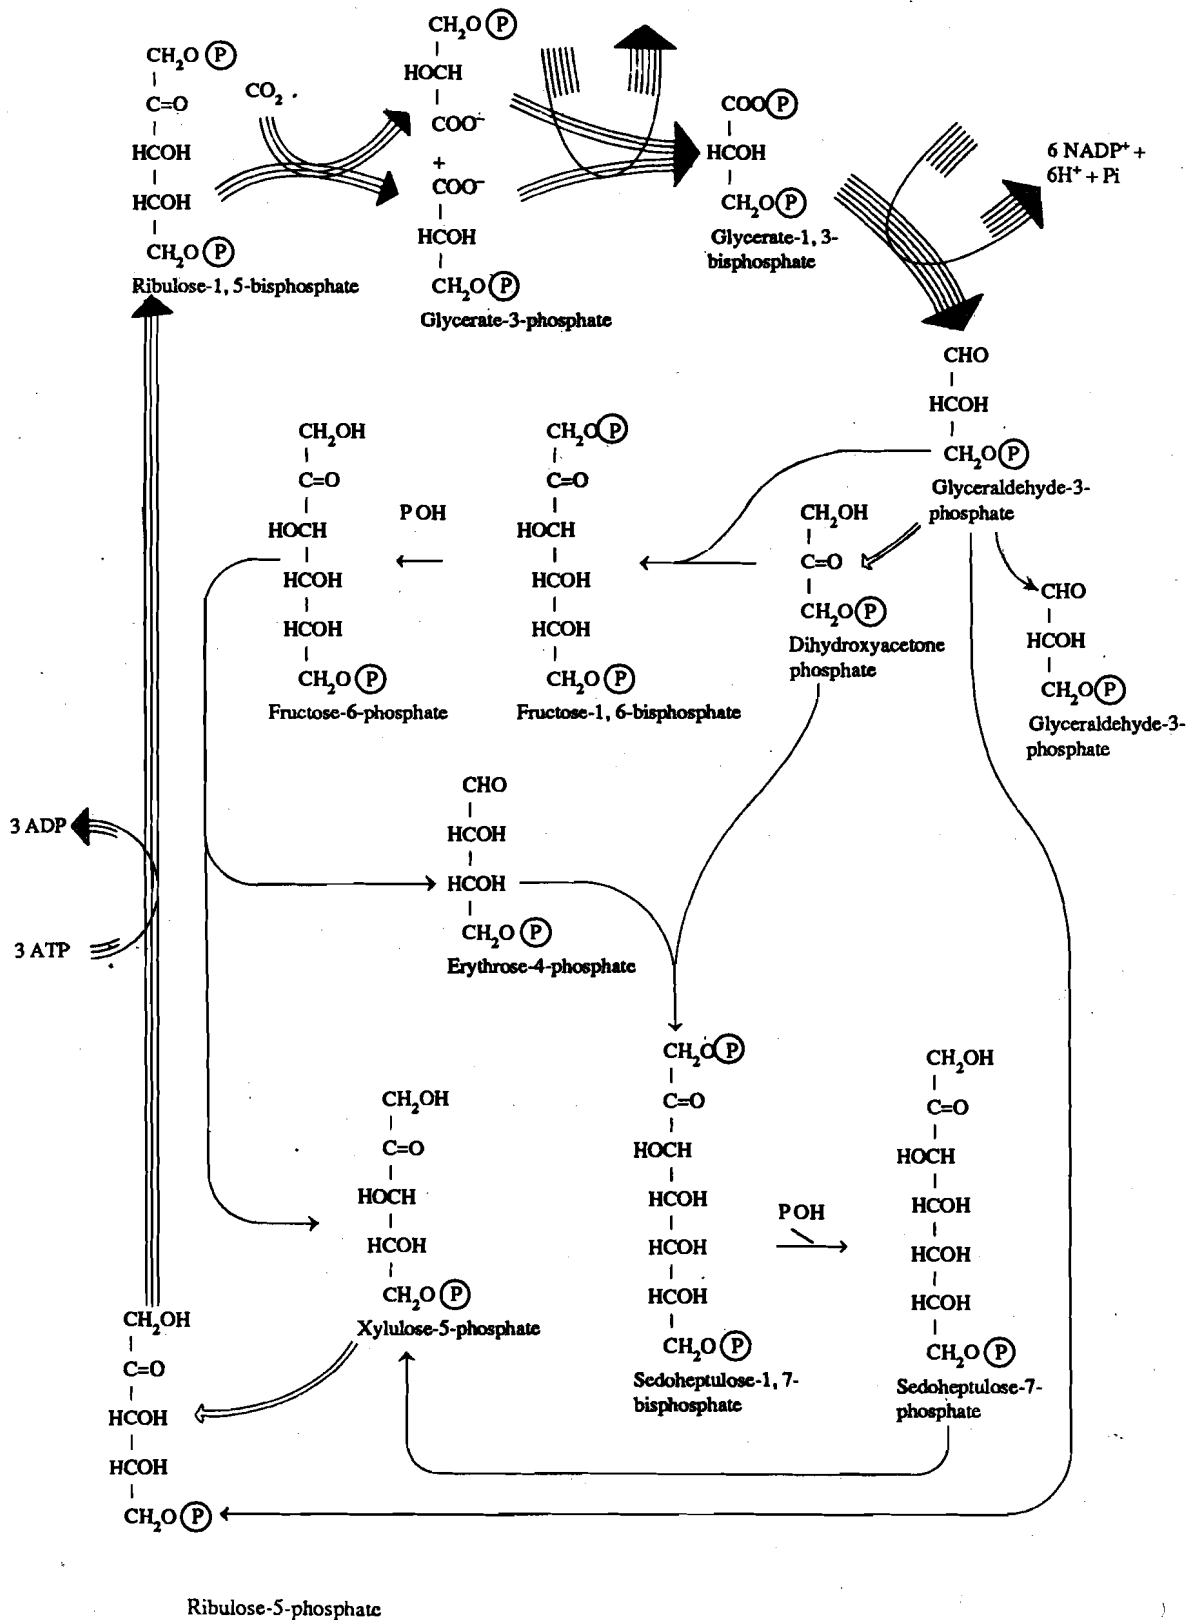 CH2O P
C=O
HCOH
HCOH
CH2O P
Ribulose-1, 5-bisphosphate
CO2
CH2O P
HOCH
COO-
+
COO-
HCOH
CH2O P
Glycerate-3-phosphate
COO P
HCOH
CH2O P
Glycerate-1, 3-
bisphosphate
6 NADP+ +
6H+ + Pi
CHO
HCOH
CH2O P
Glyceraldehyde-3-
phosphate
CH2OH
C=O
HOCH
HCOH
HCOH
CH2O P
Fructose-6-phosphate
P OH
CH2O P
C=O
HOCH
HCOH
HCOH
CH2O P
Fructose-1, 6-bisphosphate
CH2OH
C=O
CH2O P
Dihydroxyacetone
phosphate
CHO
HCOH
CH2O P
Glyceraldehyde-3-
phosphate
3 ADP
3 ATP
CHO
HCOH
HCOH
CH2O P
Erythrose-4-phosphate
CH2OH
C=O
HOCH
HCOH
CH2O P
Xylulose-5-phosphate
CH2O P
C=O
HOCH
HCOH
HCOH
HCOH
CH2O P
Sedoheptulose-1, 7-
bisphosphate
P OH
CH2OH
C=O
HOCH
HCOH
HCOH
HCOH
CH2O P
Sedoheptulose-7-
phosphate
CH2OH
C=O
HCOH
HCOH
CH2O P
Ribulose-5-phosphate